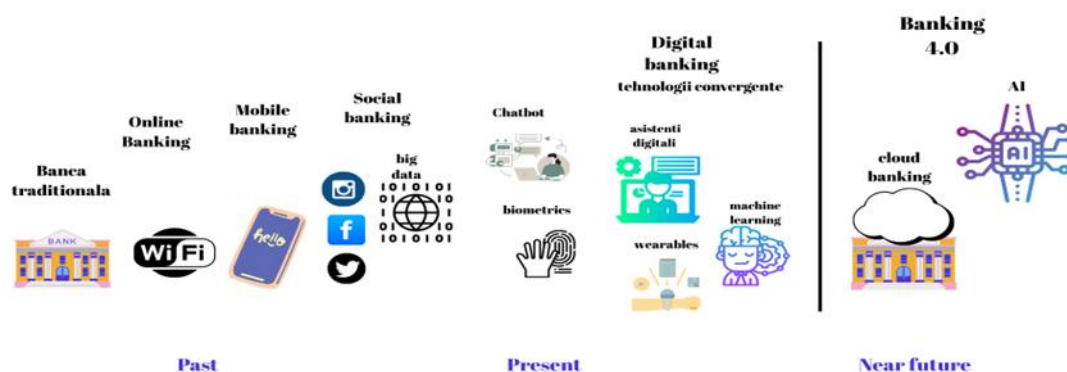 Banca
traditionala
BANK
Online
Banking
WiFi
Mobile
banking
hello
Social
banking
big
data
Chatbot
biometrics
Digital
banking
tehnologii convergente
asistenti
digitali
wearables
machine
learning
Banking
4.0
cloud
banking
AI
AI
Past
Present
Near future